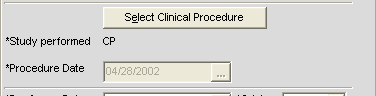 Select Clinical Procedure
*Study performed CP
*Procedure Date 04/28/2002 ...